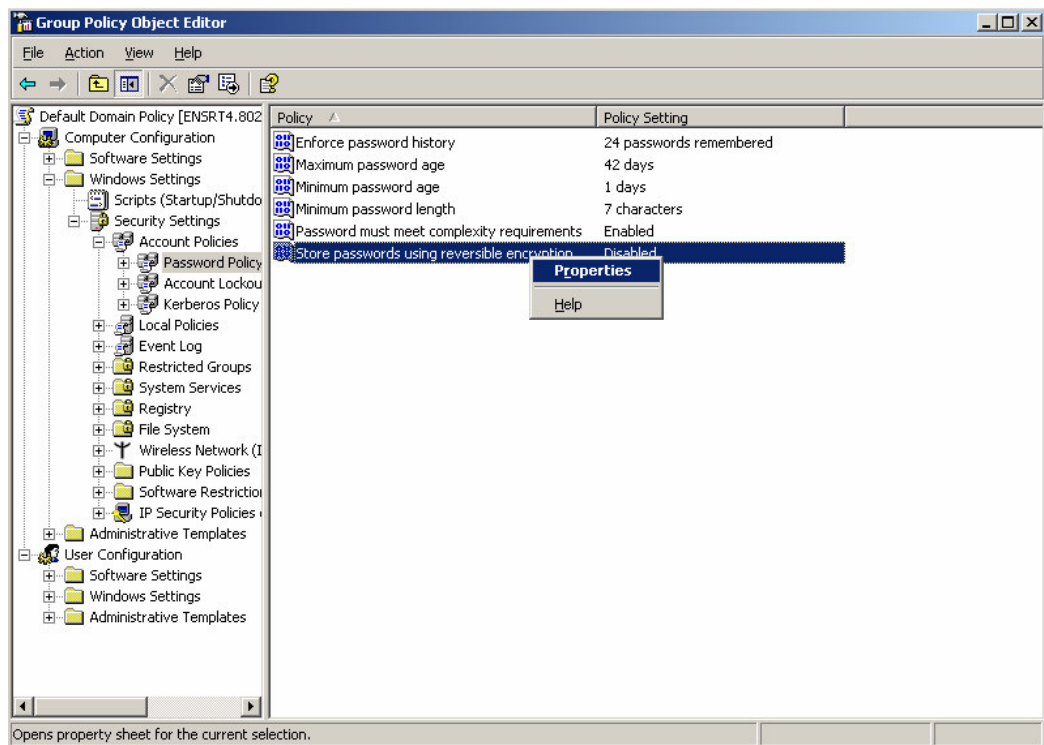 Group Policy Object Editor
File Action View Help
Default Domain Policy [ENSRT4.802
Computer Configuration
Software Settings
Windows Settings
Scripts (Startup/Shutdo
Security Settings
Account Policies
Password Policy
Account Lockou
Kerberos Policy
Local Policies
Event Log
Restricted Groups
System Services
Registry
File System
Wireless Network (I
Public Key Policies
Software Restriction
IP Security Policies
Administrative Templates
User Configuration
Software Settings
Windows Settings
Administrative Templates
Policy Policy Setting
Enforce password history 24 passwords remembered
Maximum password age 42 days
Minimum password age 1 days
Minimum password length 7 characters
Password must meet complexity requirements Enabled
Store passwords using reversible encryption Disabled
Properties
Help
Opens property sheet for the current selection.